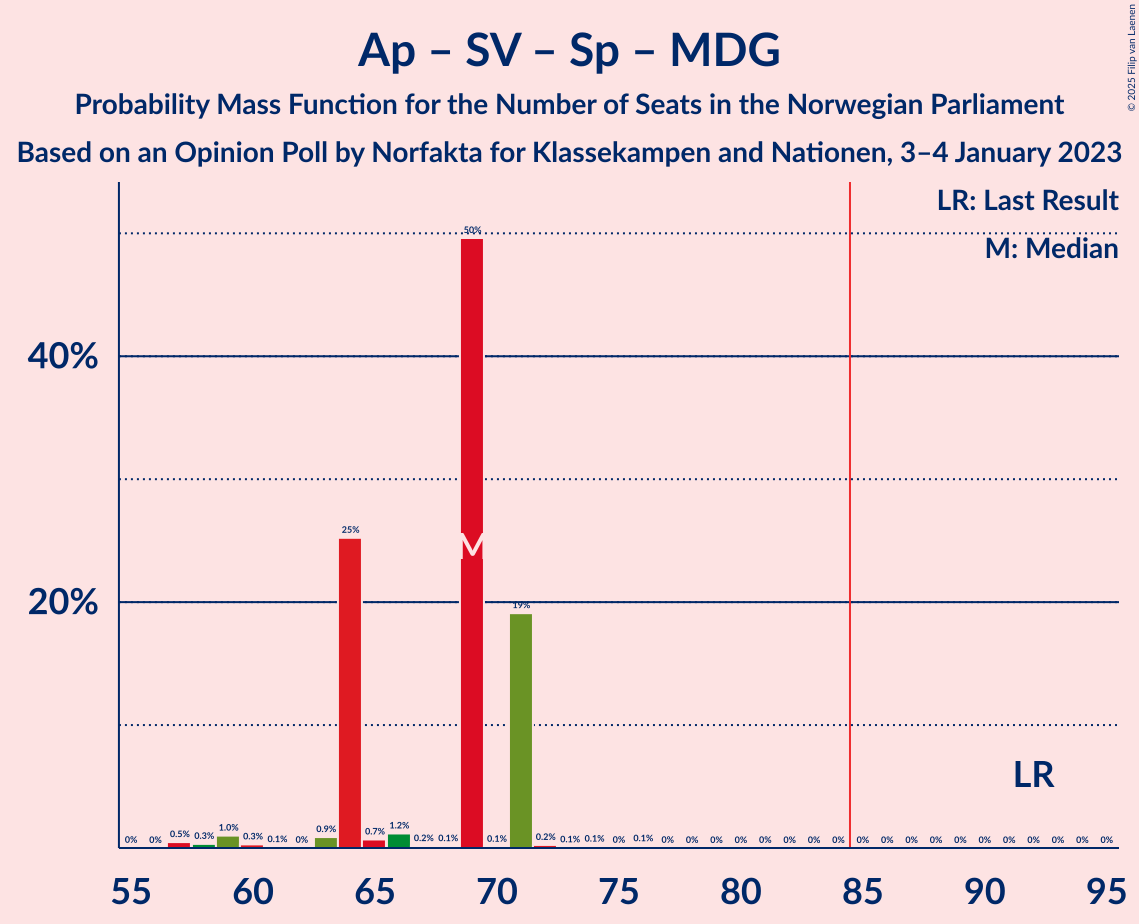 Ap – SV – Sp – MDG
Probability Mass Function for the Number of Seats in the Norwegian Parliament
Based on an Opinion Poll by Norfakta for Klassekampen and Nationen, 3–4 January 2023
© 2025 Filip van Laenen
LR: Last Result
M: Median
40%
20%
0% 0% 0.5% 0.3% 1.0% 0.3% 0.1% 0% 0.9% 25% 0.7% 1.2% 0.2% 0.1% 50% 0.1% 19% 0.2% 0.1% 0.1% 0% 0.1% 0% 0% 0% 0% 0% 0% 0% 0% 0% 0% 0% 0% 0% 0% 0% 0% 0% 0% 0%
M
LR
55 60 65 70 75 80 85 90 95